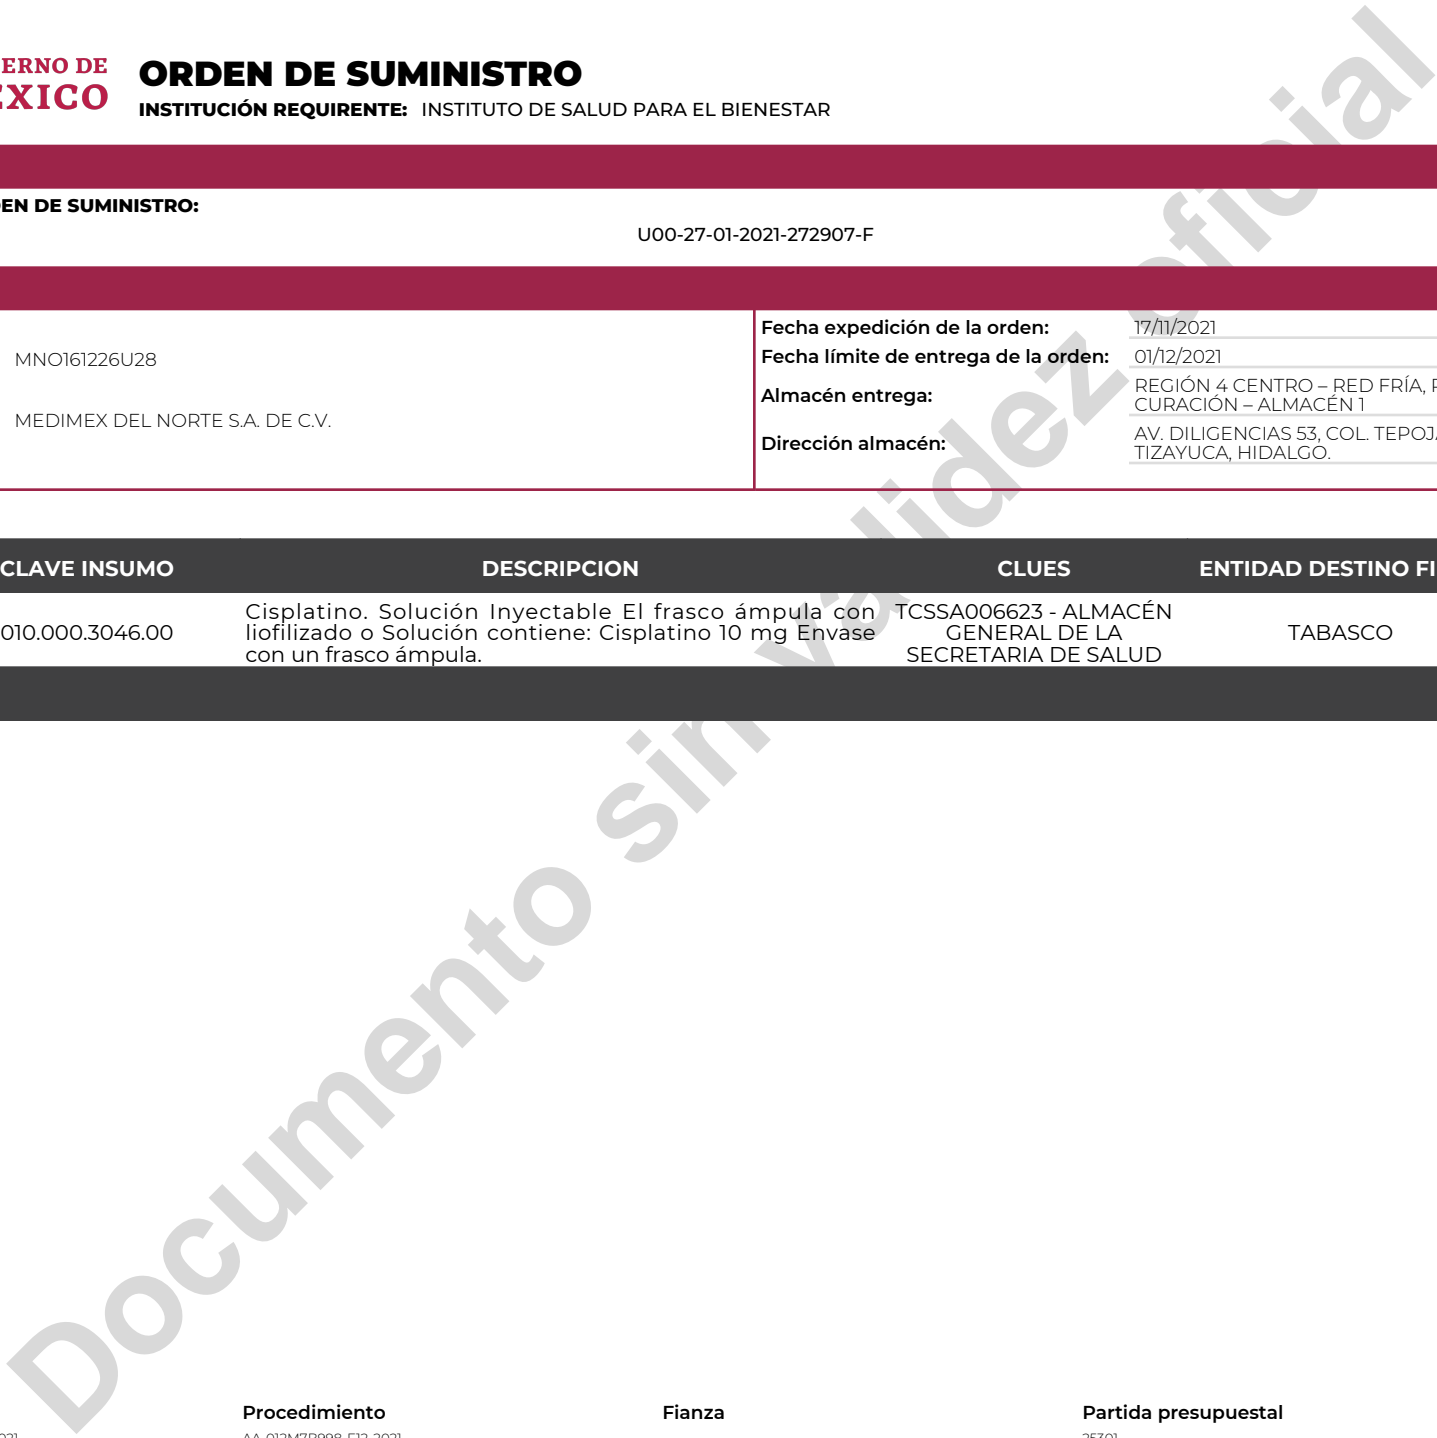 ERNO DE
ORDEN DE SUMINISTRO
INSTITUCIÓN REQUIRENTE: INSTITUTO DE SALUD PARA EL BIENESTAR
EN DE SUMINISTRO:
U00-27-01-2021-272907-F
MNO161226U28
MEDIMEX DEL NORTE S.A. DE C.V.
Fecha expedición de la orden: 17/11/2021
Fecha límite de entrega de la orden: 01/12/2021
Almacén entrega:
REGIÓN 4 CENTRO – RED FRÍA,
CURACIÓN – ALMACÉN 1
Dirección almacén:
AV. DILIGENCIAS 53, COL.
TIZAYUCA, HIDALGO.
CLAVE INSUMO DESCRIPCION CLUES ENTIDAD DESTINO FI
010.000.3046.00
Cisplatino. Solución Inyectable El frasco ámpula con
liofilizado o Solución contiene: Cisplatino 10 mg Envase
con un frasco ámpula.
TCSSA006623 - ALMACÉN
GENERAL DE LA
SECRETARIA DE SALUD
TABASCO
Documento sin validez oficial
Procedimiento Fianza Partida presupuestal